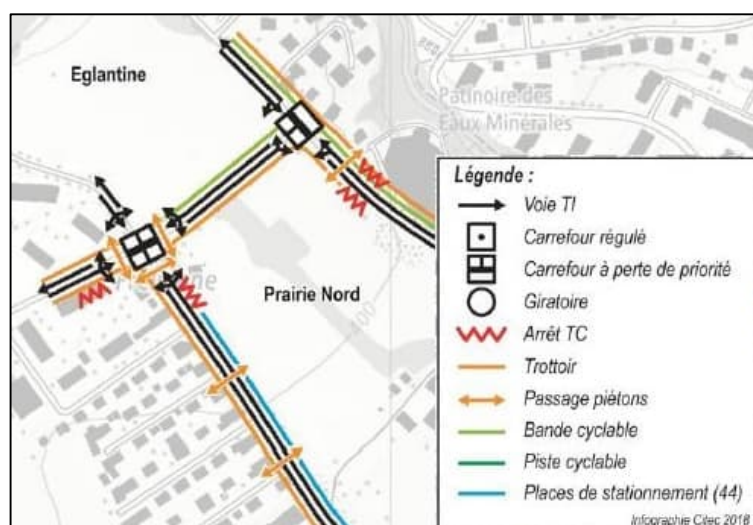 Eglantine
Patinoire des
Eaux Minérales
Prairie Nord
Légende :
Voie TI
Carrefour régulé
Carrefour à perte de priorité
Giratoire
Arrêt TC
Trottoir
Passage piétons
Bande cyclable
Piste cyclable
Places de stationnement (44)
Infographie Citec 2016